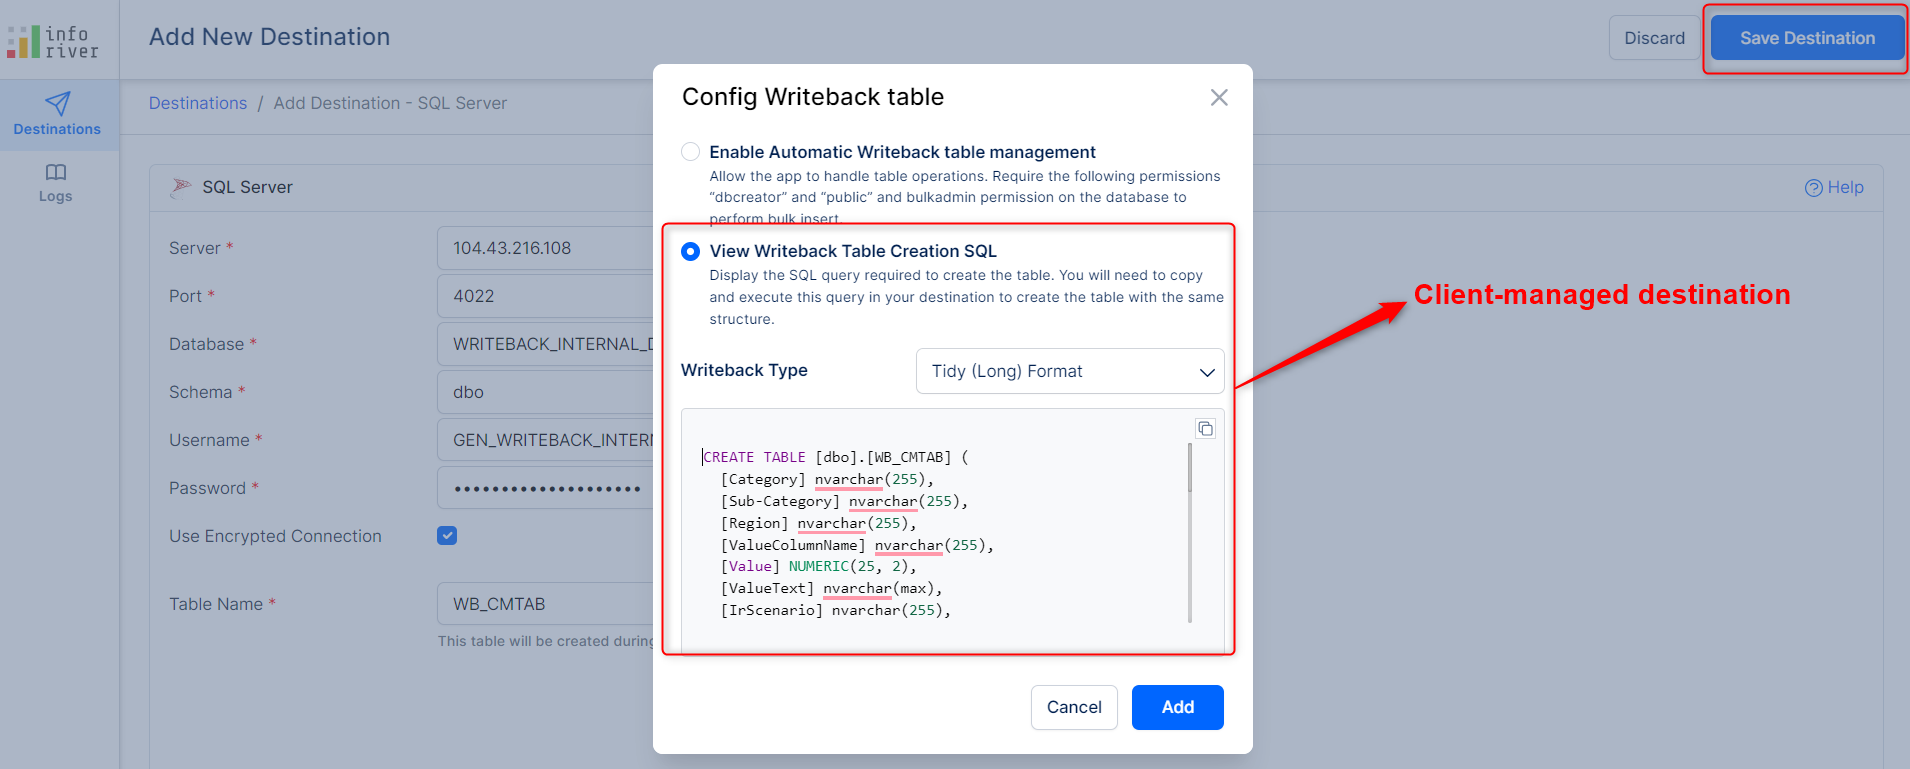 info
river
Add New Destination
Discard
Save Destination
Destinations
Logs
Destinations / Add Destination - SQL Server
SQL Server
Help
Server *
104.43.216.108
Port *
4022
Database *
WRITEBACK_INTERNAL_D
Schema *
dbo
Username *
GEN_WRITEBACK_INTERN
Password *
••••••••••••••••••••
Use Encrypted Connection
Table Name *
WB_CMTAB
This table will be created during
Config Writeback table
Enable Automatic Writeback table management
Allow the app to handle table operations. Require the following permissions
“dbcreator” and “public” and bulkadmin permission on the database to
perform bulk insert.
View Writeback Table Creation SQL
Display the SQL query required to create the table. You will need to copy
and execute this query in your destination to create the table with the same
structure.
Writeback Type
Tidy (Long) Format
CREATE TABLE [dbo].[WB_CMTAB] (
[Category] nvarchar(255),
[Sub-Category] nvarchar(255),
[Region] nvarchar(255),
[ValueColumnName] nvarchar(255),
[Value] NUMERIC(25, 2),
[ValueText] nvarchar(max),
[IrScenario] nvarchar(255),
Cancel
Add
Client-managed destination